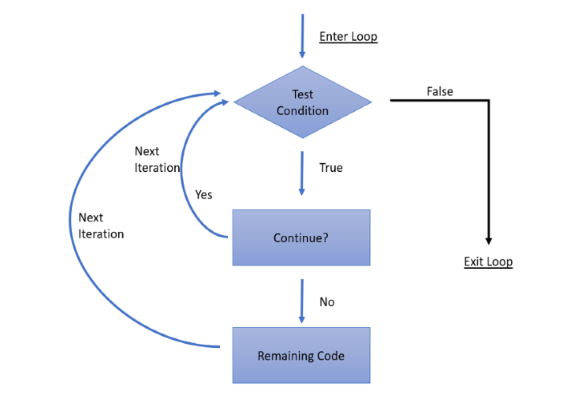 Enter Loop
Test
Condition
False
True
Next
Iteration
Yes
Next
Iteration
Continue?
Exit Loop
No
Remaining Code